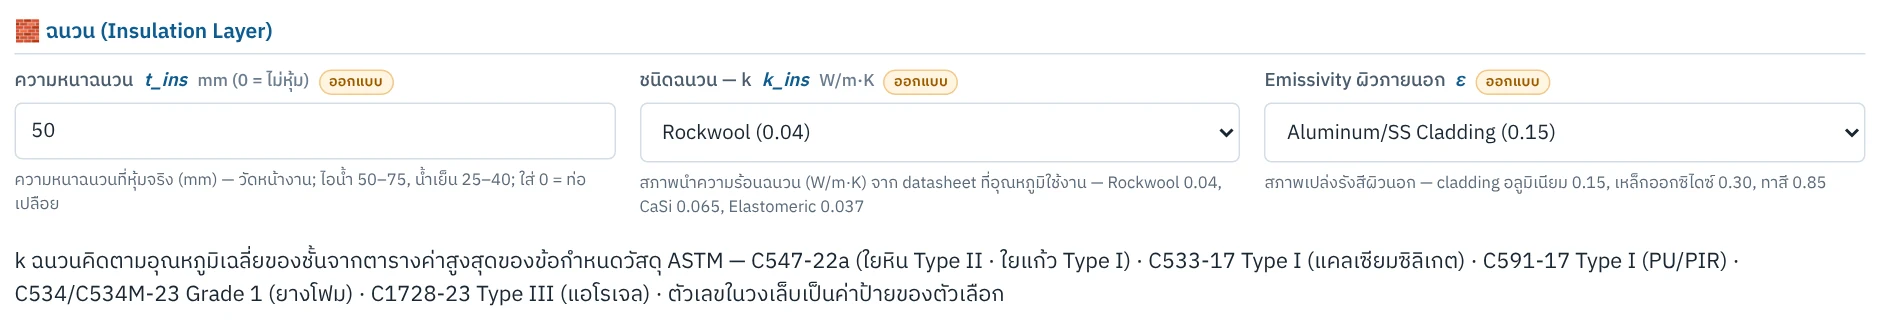 🧱 ฉนวน (Insulation Layer)
ความหนาฉนวน t_ins mm (0 = ไม่หุ้ม) ออกแบบ
50
ความหนาฉนวนที่หุ้มจริง (mm) — วัดหน้างาน; ไอน้ำ 50–75, น้ำเย็น 25–40; ใส่ 0 = ท่อ
เปลือย
ชนิดฉนวน — k k_ins W/m·K ออกแบบ
Rockwool (0.04)
สภาพนำความร้อนฉนวน (W/m·K) จาก datasheet ที่อุณหภูมิใช้งาน — Rockwool 0.04,
CaSi 0.065, Elastomeric 0.037
Emissivity ผิวภายนอก ε ออกแบบ
Aluminum/SS Cladding (0.15)
สภาพเปล่งรังสีผิวนอก — cladding อลูมิเนียม 0.15, เหล็กออกซิไดซ์ 0.30, ทาสี 0.85
k ฉนวนคิดตามอุณหภูมิเฉลี่ยของชั้นจากตารางค่าสูงสุดของข้อกำหนดวัสดุ ASTM — C547-22a (ใยหิน Type II · ใยแก้ว Type I) · C533-17 Type I (แคลเซียมซิลิเกต) · C591-17 Type I (PU/PIR) ·
C534/C534M-23 Grade 1 (ยางโฟม) · C1728-23 Type III (แอโรเจล) · ตัวเลขในวงเล็บเป็นค่าป้ายของตัวเลือก